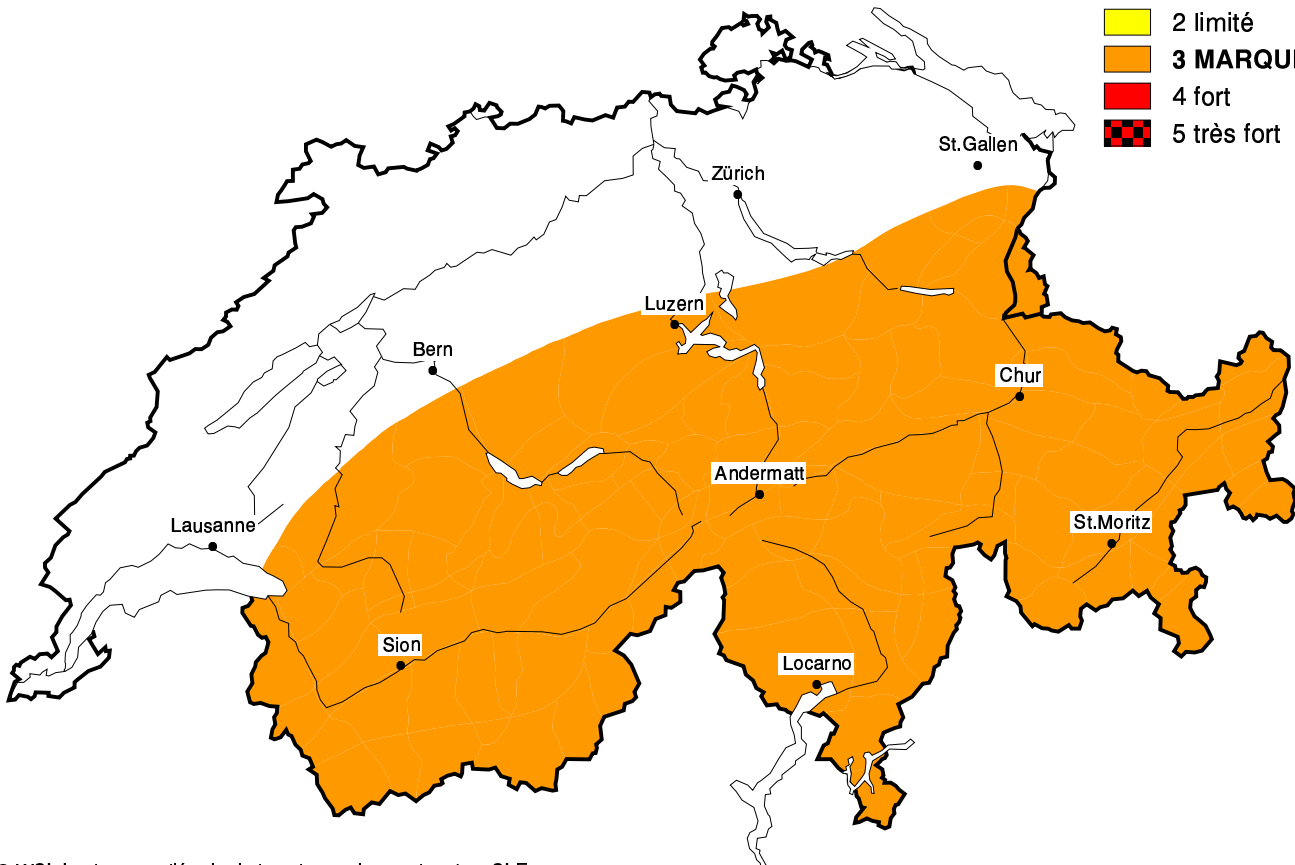 2 limité
3 MARQU
4 fort
5 très fort
St.Gallen
Zürich
Luzern
Bern
Chur
Andermatt
St.Moritz
Lausanne
Sion
Locarno